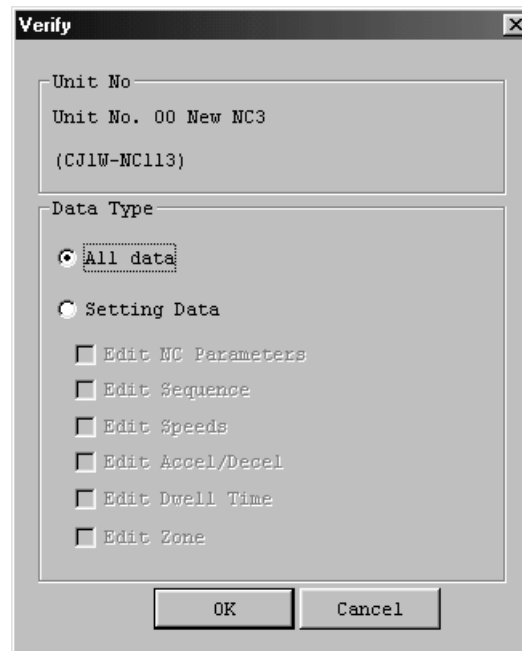 Verify
Unit No
Unit No. 00 New NC3
(CJ1W-NC113)
Data Type
All data
Setting Data
Edit NC Parameters
Edit Sequence
Edit Speeds
Edit Accel/Decel
Edit Dwell Time
Edit Zone
OK Cancel